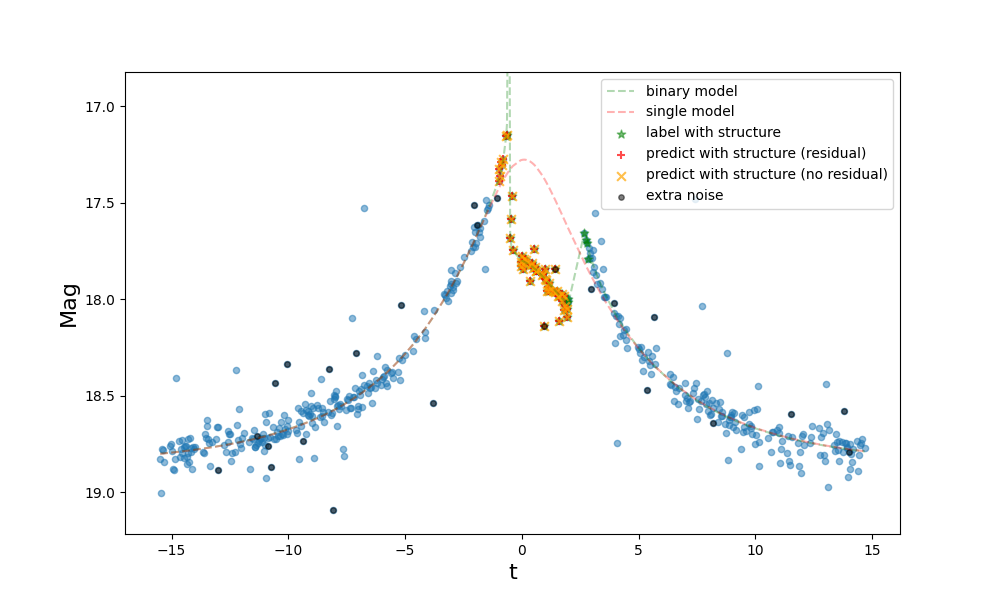 binary model
single model
label with structure
predict with structure (residual)
predict with structure (no residual)
extra noise
17.0
17.5
18.0
18.5
19.0
Mag
−15
−10
−5
0
5
10
15
t